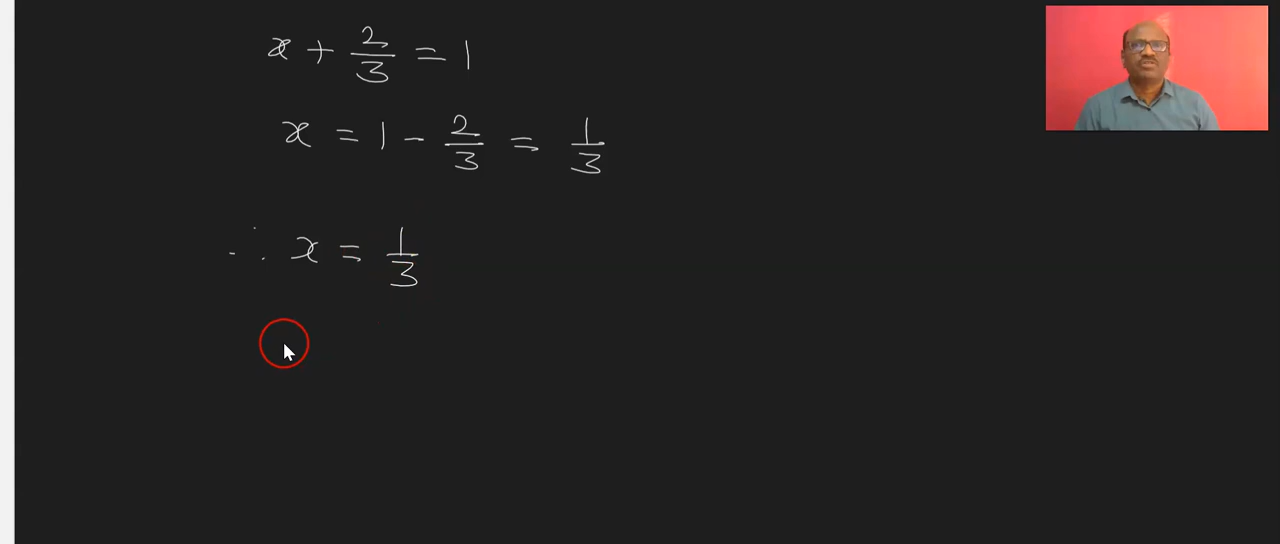 x + 2/3 = 1
x = 1 - 2/3 = 1/3
∴ x = 1/3